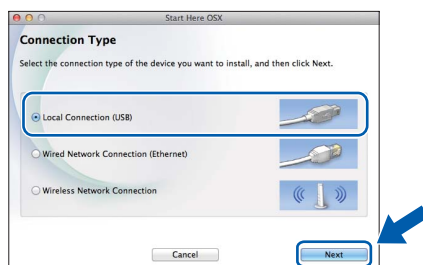 Start Here OSX
Connection Type
Select the connection type of the device you want to install, and then click Next.
Local Connection (USB)
Wired Network Connection (Ethernet)
Wireless Network Connection
Cancel
Next